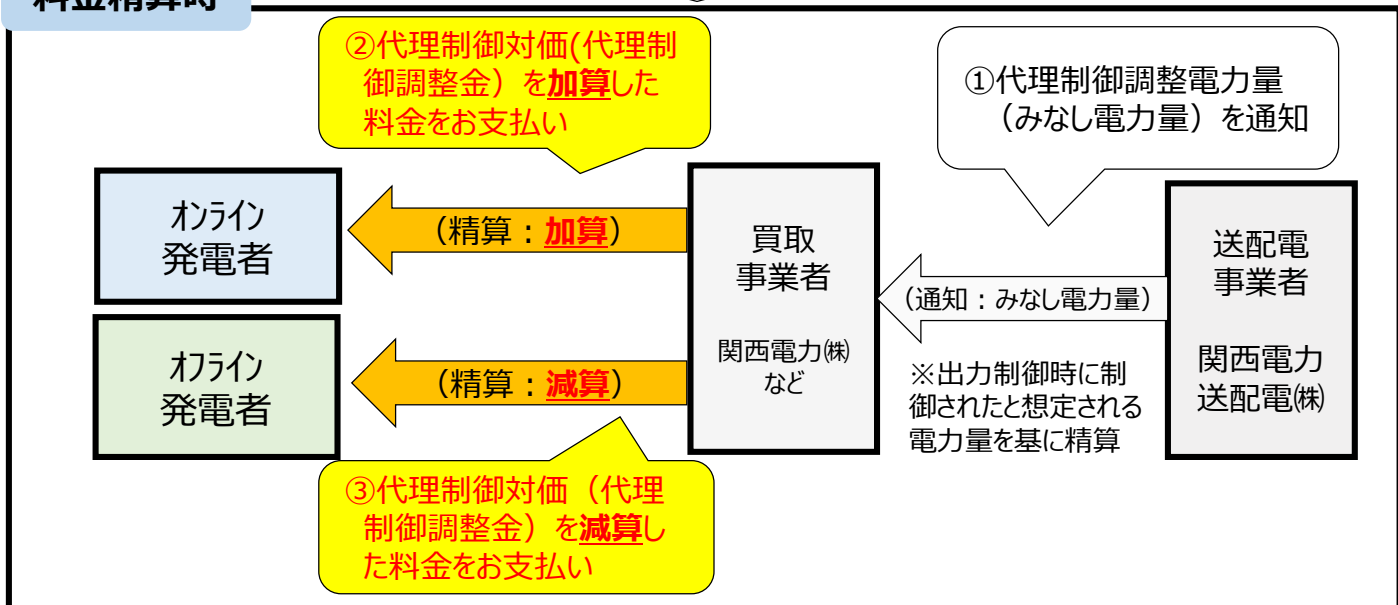 料金精算時
②代理制御対価(代理制
御調整金）を加算した
料金をお支払い
①代理制御調整電力量
（みなし電力量）を通知
ｵﾝﾗｲﾝ
発電者
（精算：加算）
買取
事業者
関西電力㈱
など
（通知：みなし電力量）
送配電
事業者
関西電力
送配電㈱
ｵﾌﾗｲﾝ
発電者
（精算：減算）
※出力制御時に制
御されたと想定される
電力量を基に精算
③代理制御対価（代理
制御調整金）を減算し
た料金をお支払い